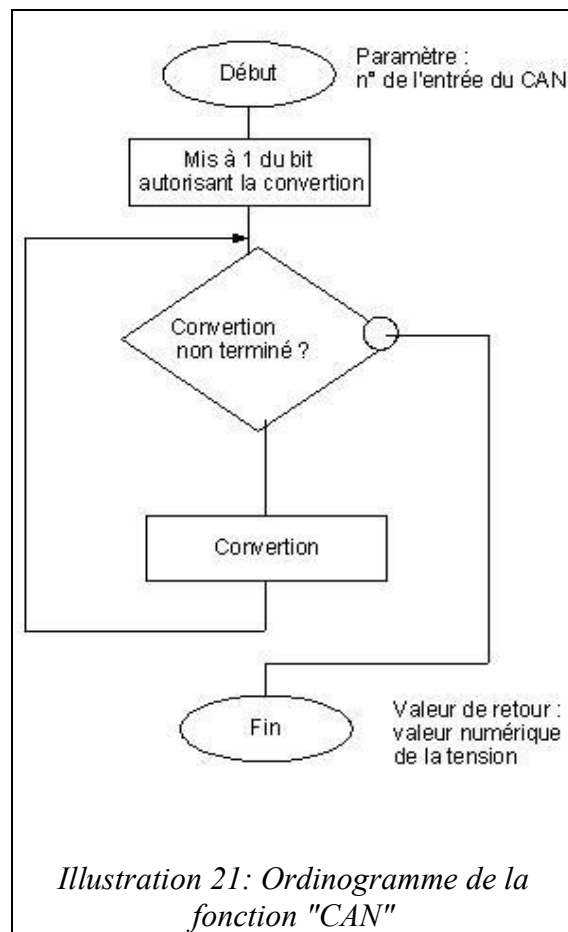 Début
Paramètre :
n° de l'entrée du CAN
Mis à 1 du bit
autorisant la convertion
Convertion
non terminé ?
Convertion
Fin
Valeur de retour :
valeur numérique
de la tension
Illustration 21: Ordinogramme de la
fonction "CAN"